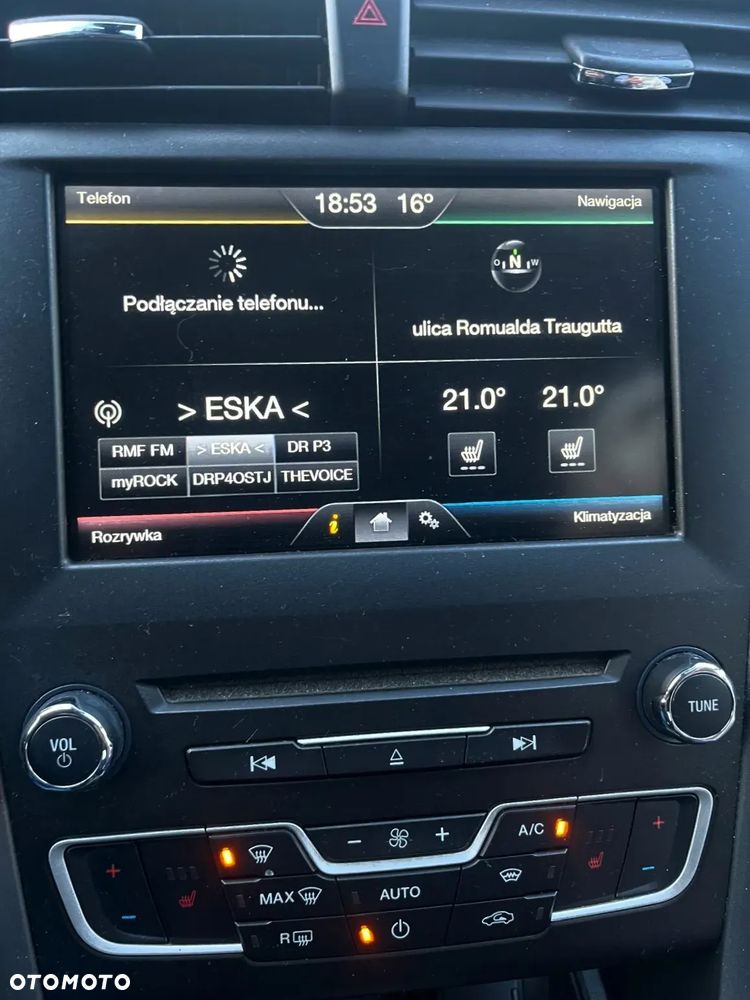 Telefon
18:53 16°
Nawigacja
O N W
Podłączanie telefonu...
ulica Romualda Traugutta
> ESKA <
21.0° 21.0°
RMF FM > ESKA < DR P3
myROCK DRP4OSTJ THEVOICE
i
Rozrywka
Klimatyzacja
VOL
TUNE
- +
A/C
+ +
MAX
AUTO
- -
R
OTOMOTO